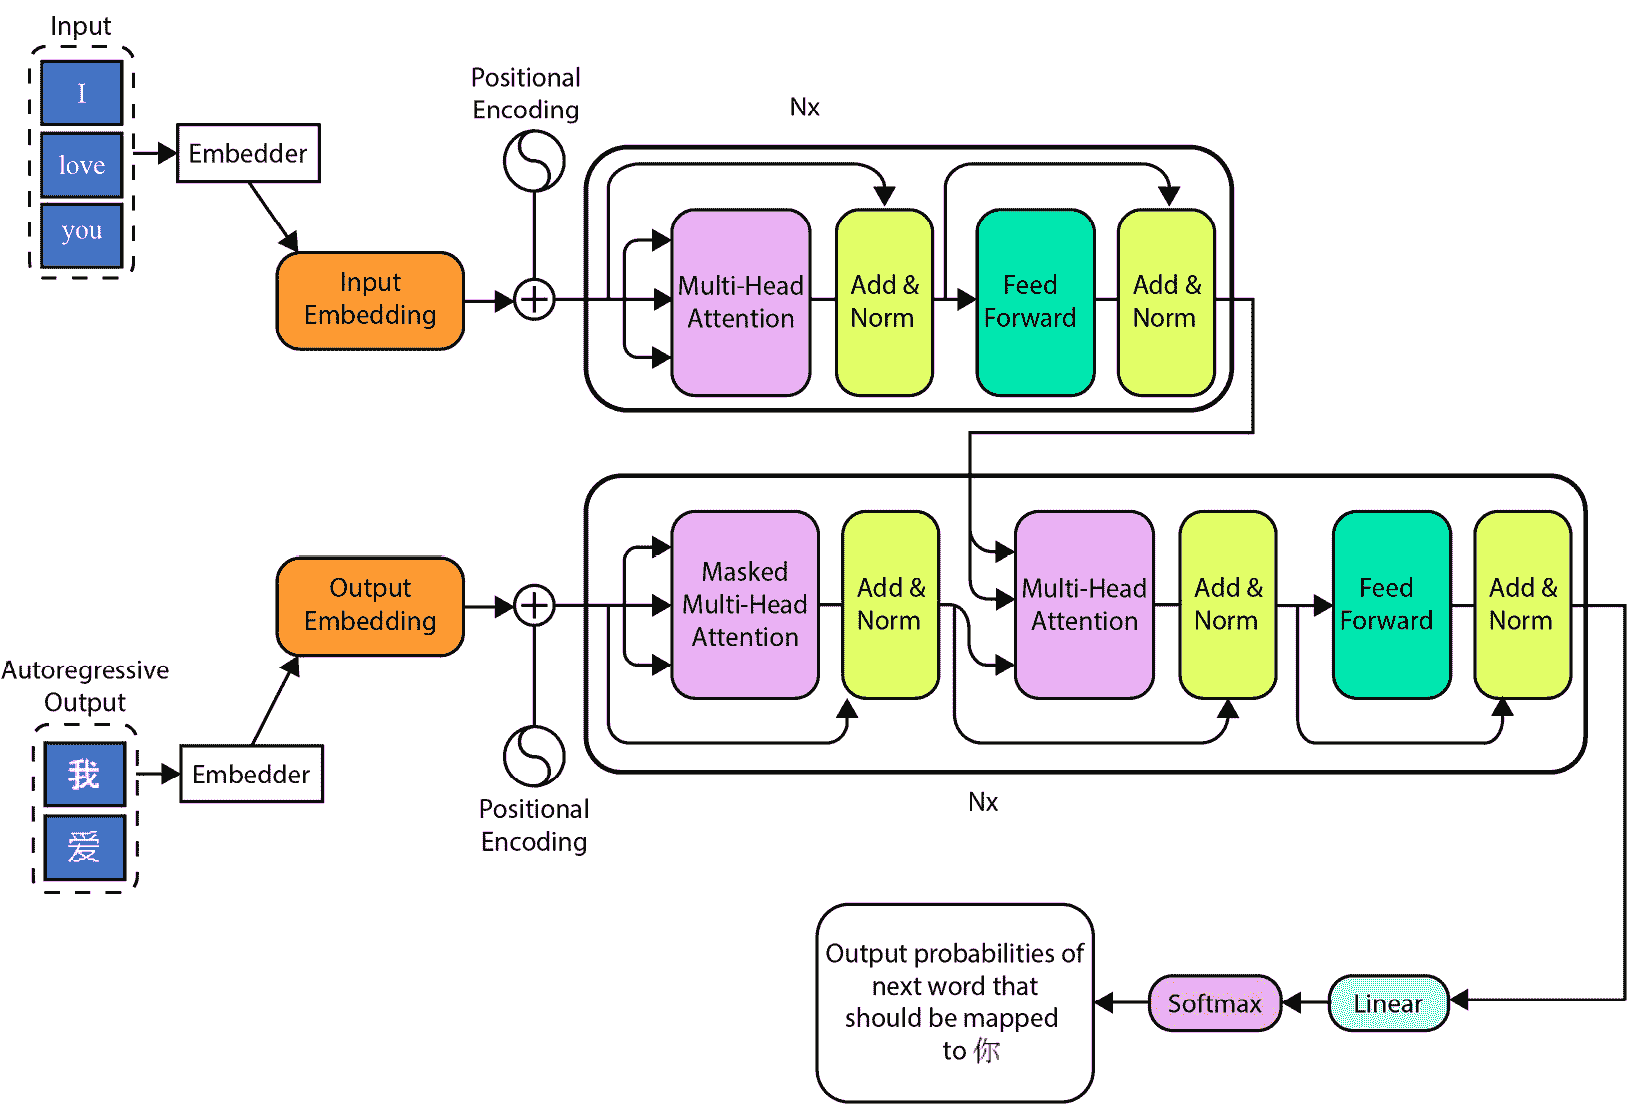 Input
I
love
you
Embedder
Input
Embedding
Positional
Encoding
Nx
Multi-Head
Attention
Add &
Norm
Feed
Forward
Add &
Norm
Autoregressive
Output
我
爱
Embedder
Output
Embedding
Positional
Encoding
Masked
Multi-Head
Attention
Add &
Norm
Multi-Head
Attention
Add &
Norm
Feed
Forward
Add &
Norm
Nx
Linear
Softmax
Output probabilities of
next word that
should be mapped
to 你